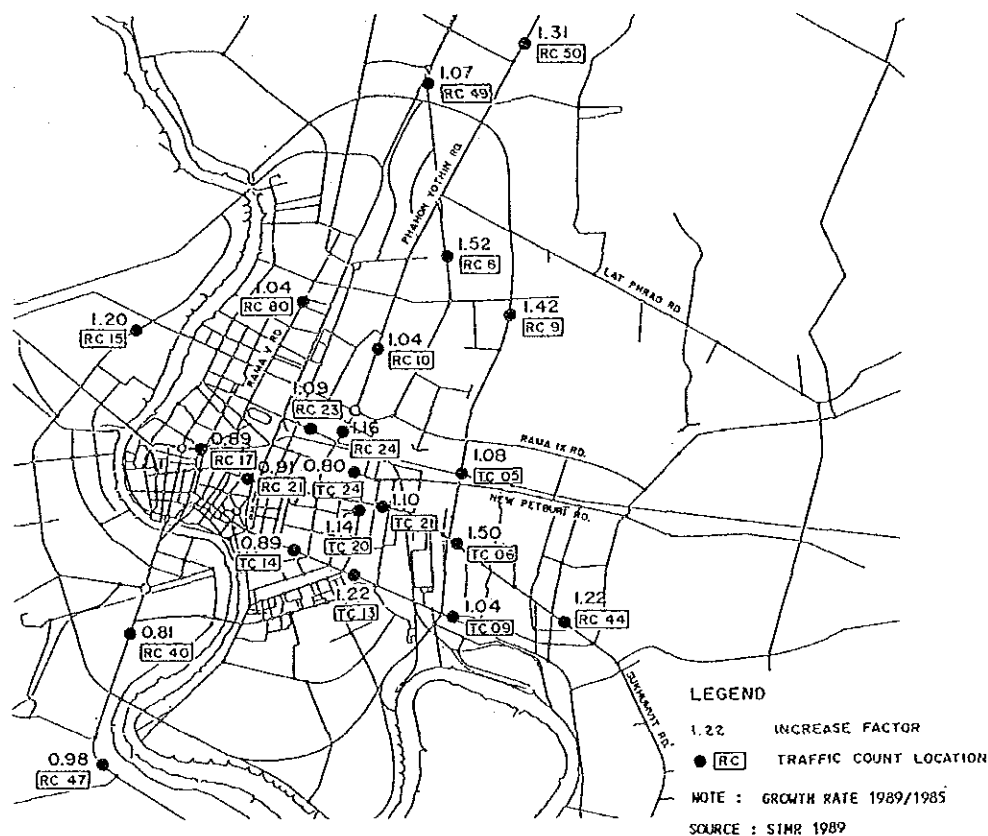 1.31
RC 50
1.07
RC 49
PHAHON YOTHIN RD.
1.52
RC 6
LAT PHRAO RD
1.04
RC 80
1.42
RC 9
1.20
RC 15
RAMA V RD
1.04
RC 10
1.09
RC 23
1.16
RC 24
RAMA IX RD.
0.89
RC 17
0.91
RC 21
0.80
TC 24
1.08
TC 05
NEW PETBURI RD.
1.10
TC 21
1.14
TC 20
1.50
TC 06
0.89
TC 14
1.22
TC 13
1.04
TC 09
1.22
RC 44
0.81
RC 40
SUKHUMVIT RD.
0.98
RC 47
LEGEND
1.22 INCREASE FACTOR
RC TRAFFIC COUNT LOCATION
NOTE : GROWTH RATE 1989/1985
SOURCE : STMR 1989